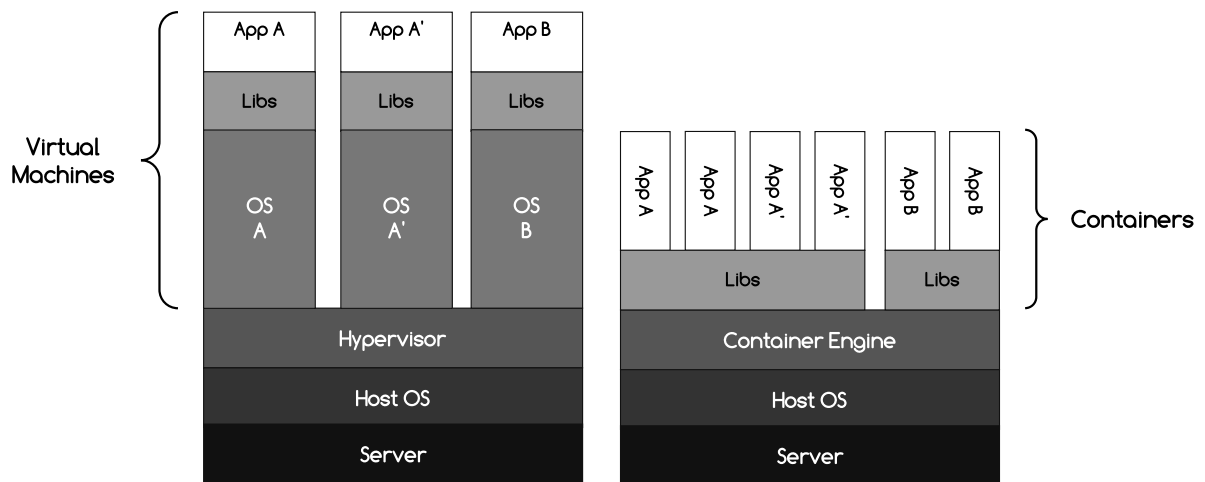 App A
App A'
App B
Libs
Libs
Libs
Virtual
Machines
OS
A
OS
A'
OS
B
Hypervisor
Host OS
Server
App A
App A
App A'
App A'
App B
App B
Containers
Libs
Libs
Container Engine
Host OS
Server